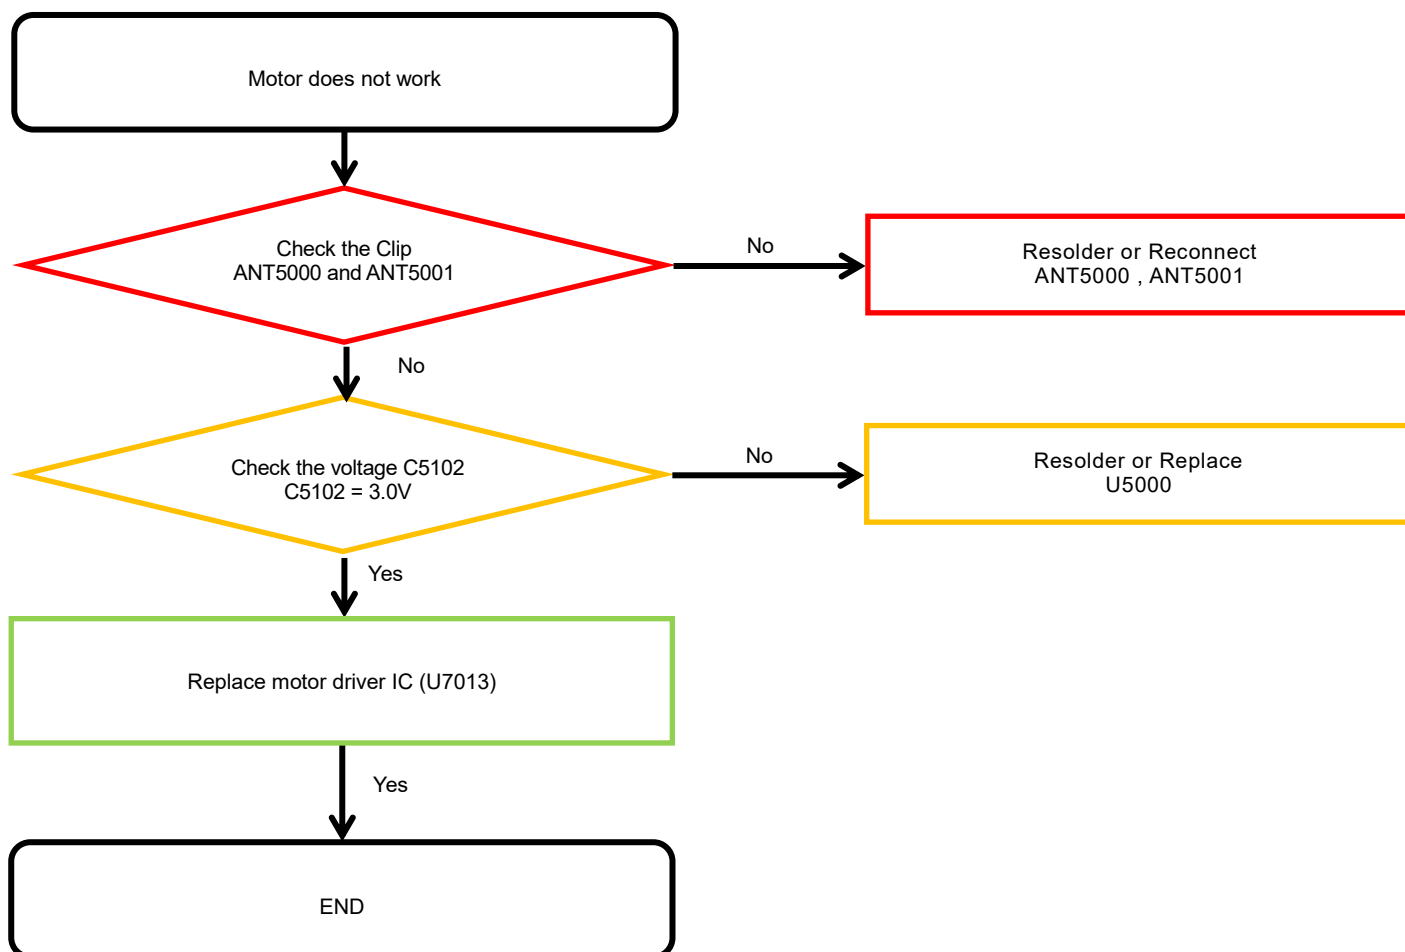 Motor does not work
Check the Clip
ANT5000 and ANT5001
No
Resolder or Reconnect
ANT5000 , ANT5001
No
Check the voltage C5102
C5102 = 3.0V
No
Resolder or Replace
U5000
Yes
Replace motor driver IC (U7013)
Yes
END